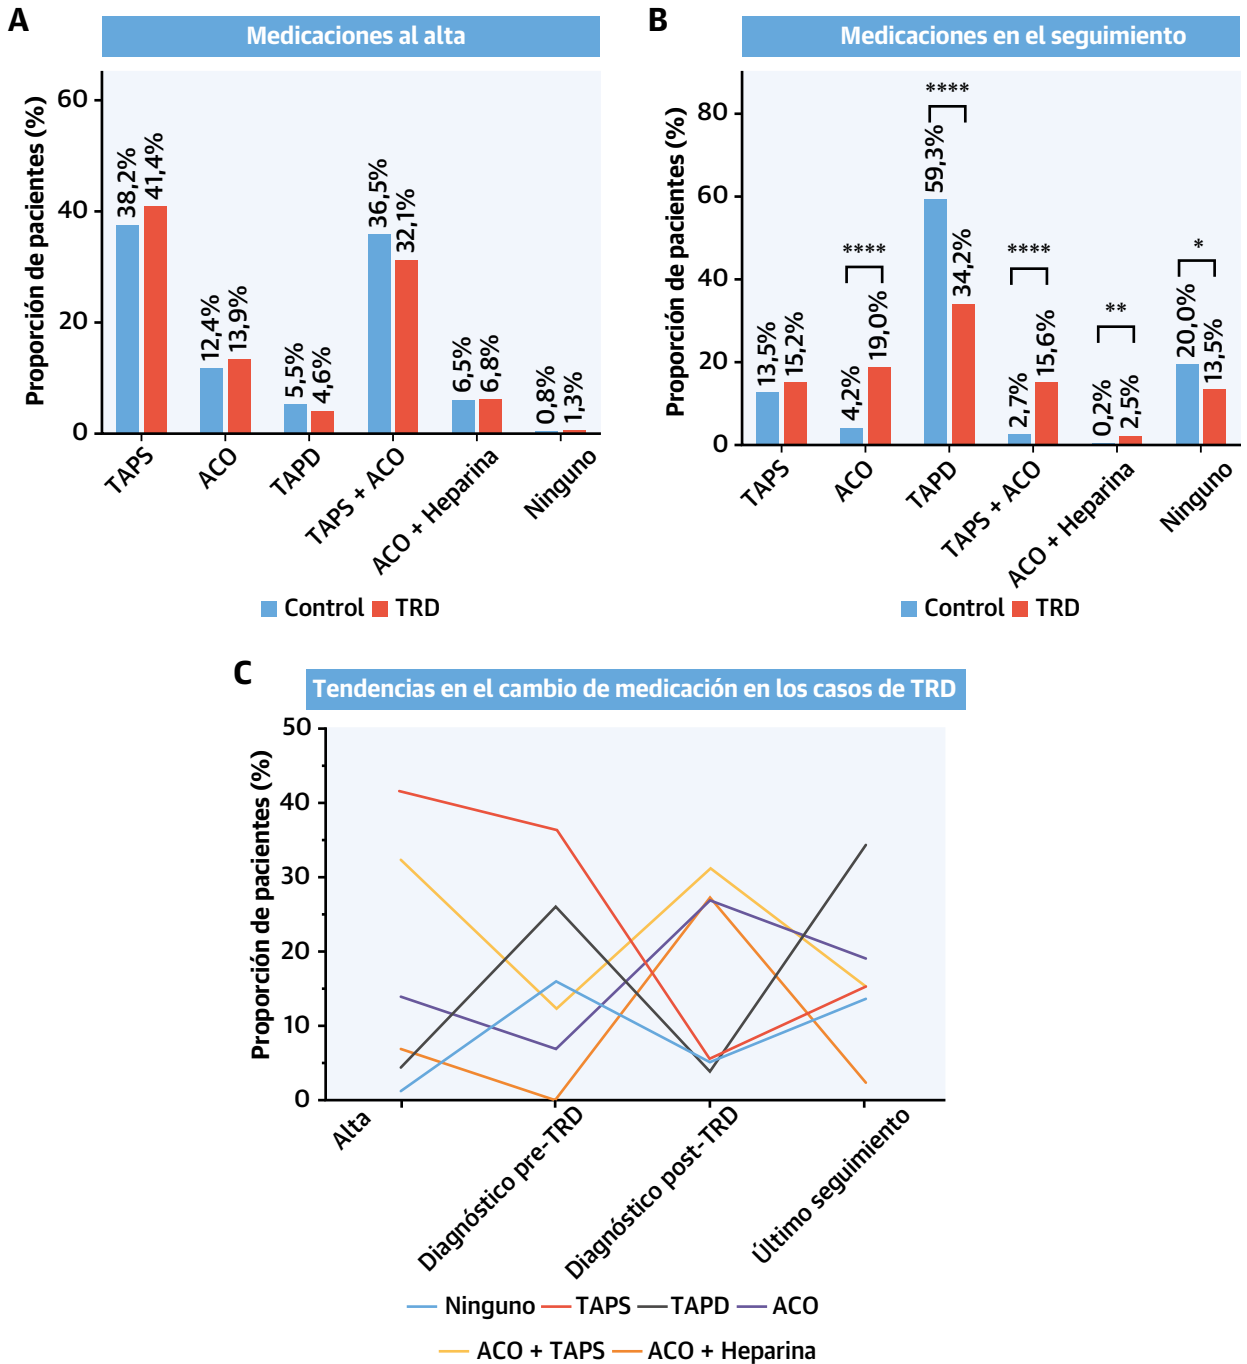 A
Medicaciones al alta
Proporción de pacientes (%)
60
40
20
0
38,2%
41,4%
12,4%
13,9%
5,5%
4,6%
36,5%
32,1%
6,5%
6,8%
0,8%
1,3%
TAPS
ACO
TAPD
TAPS + ACO
ACO + Heparina
Ninguno
Control TRD
B
Medicaciones en el seguimiento
Proporción de pacientes (%)
80
60
40
20
0
13,5%
15,2%
****
4,2%
19,0%
****
59,3%
34,2%
****
2,7%
15,6%
**
0,2%
2,5%
*
20,0%
13,5%
TAPS
ACO
TAPD
TAPS + ACO
ACO + Heparina
Ninguno
Control TRD
C
Tendencias en el cambio de medicación en los casos de TRD
Proporción de pacientes (%)
50
40
30
20
10
0
Alta
Diagnóstico pre-TRD
Diagnóstico post-TRD
Último seguimiento
Ninguno TAPS TAPD ACO
ACO + TAPS ACO + Heparina